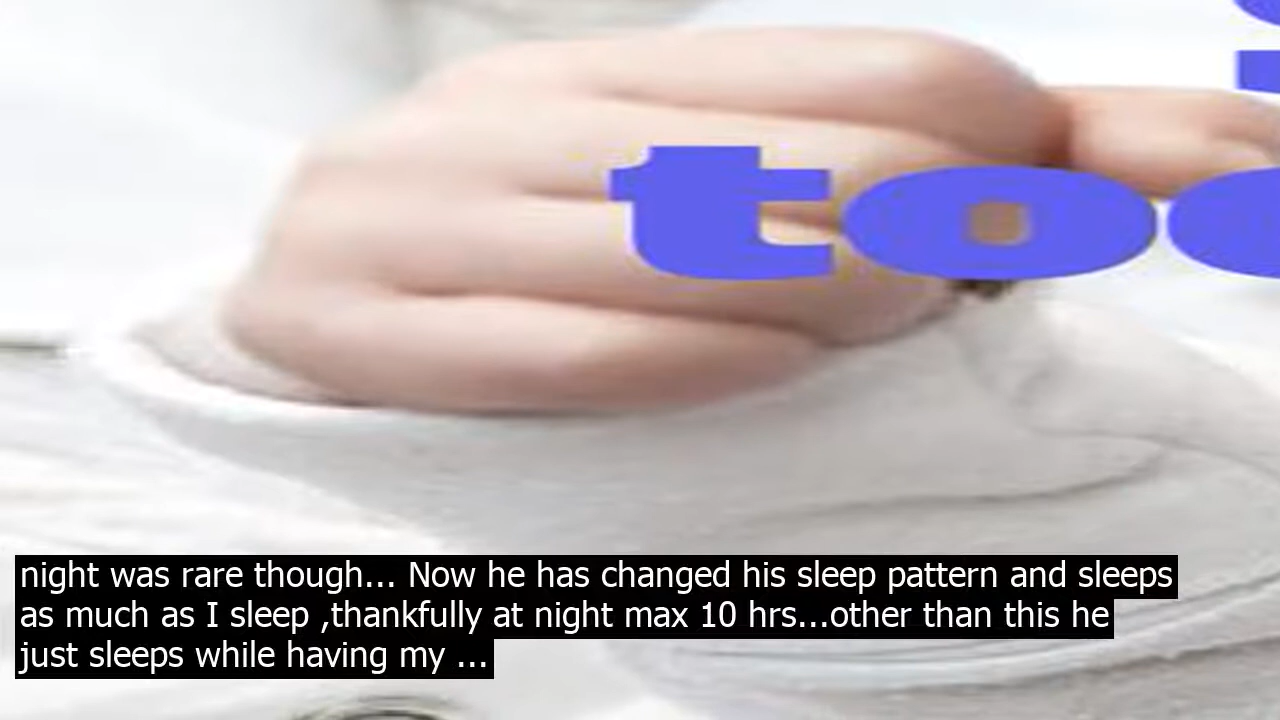 too
night was rare though... Now he has changed his sleep pattern and sleeps
as much as I sleep ,thankfully at night max 10 hrs...other than this he
just sleeps while having my ...